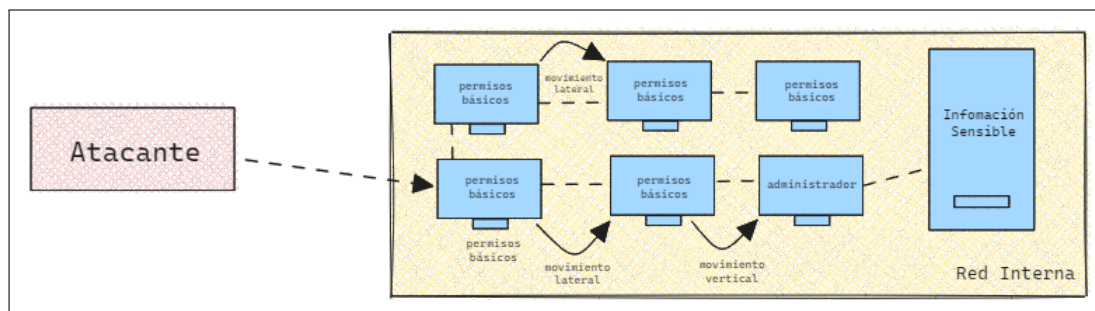 Atacante
permisos
básicos
movimiento
lateral
permisos
básicos
permisos
básicos
Infomación
Sensible
permisos
básicos
permisos
básicos
administrador
permisos
básicos
movimiento
lateral
movimiento
vertical
Red Interna